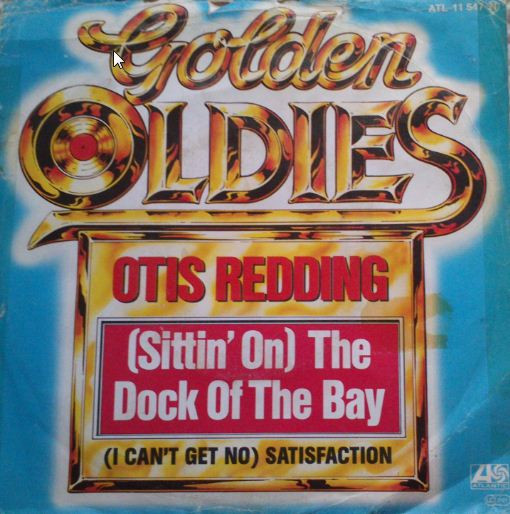 ATL 11 547
Golden
OLDIES
OTIS REDDING
(Sittin' On) The
Dock Of The Bay
(I CAN'T GET NO) SATISFACTION
ATLANTIC